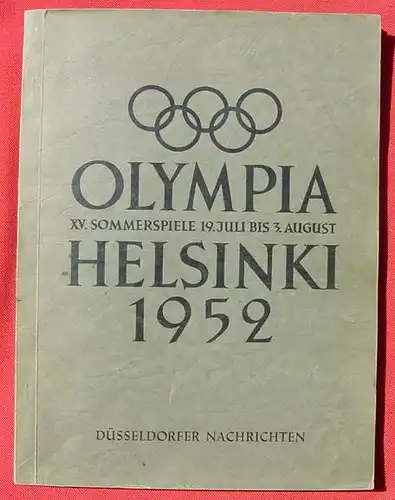 OLYMPIA
XV. SOMMERSPIELE 19. JULI BIS 3. AUGUST
HELSINKI
1952
DÜSSELDORFER NACHRICHTEN